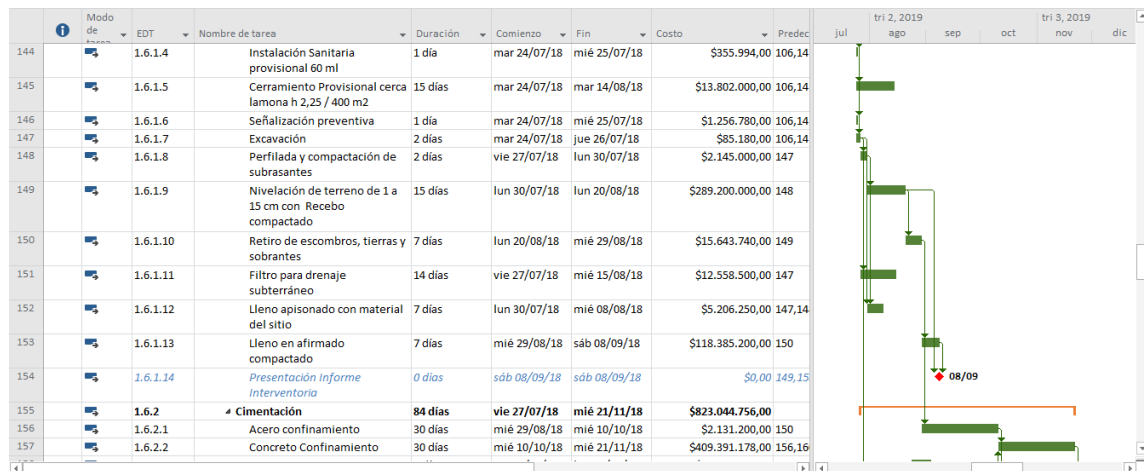 Modo de
EDT
Nombre de tarea
Duración
Comienzo
Fin
Costo
Predec
tri 2, 2019
tri 3, 2019
jul
ago
sep
oct
nov
dic
144 1.6.1.4 Instalación Sanitaria 1 día mar 24/07/18 mié 25/07/18 $355.994,00 106,14
provisional 60 ml
145 1.6.1.5 Cerramiento Provisional cerca 15 días mar 24/07/18 mar 14/08/18 $13.802.000,00 106,14
lamona h 2,25 / 400 m2
146 1.6.1.6 Señalización preventiva 1 día mar 24/07/18 mié 25/07/18 $1.256.780,00 106,14
147 1.6.1.7 Excavación 2 días mar 24/07/18 jue 26/07/18 $85.180,00 106,14
148 1.6.1.8 Perfilada y compactación de 2 días vie 27/07/18 lun 30/07/18 $2.145.000,00 147
subrasantes
149 1.6.1.9 Nivelación de terreno de 1 a 15 días lun 30/07/18 lun 20/08/18 $289.200.000,00 148
15 cm con Recebo
compactado
150 1.6.1.10 Retiro de escombros, tierras y 7 días lun 20/08/18 mié 29/08/18 $15.643.740,00 149
sobrantes
151 1.6.1.11 Filtro para drenaje 14 días vie 27/07/18 mié 15/08/18 $12.558.500,00 147
subterráneo
152 1.6.1.12 Lleno apisonado con material 7 días lun 30/07/18 mié 08/08/18 $5.206.250,00 147,14
del sitio
153 1.6.1.13 Lleno en afirmado 7 días mié 29/08/18 sáb 08/09/18 $118.385.200,00 150
compactado
154 1.6.1.14 Presentación Informe 0 días sáb 08/09/18 sáb 08/09/18 $0,00 149,15
Interventoria
08/09
155 1.6.2 Cimentación 84 días vie 27/07/18 mié 21/11/18 $823.044.756,00
156 1.6.2.1 Acero confinamiento 30 días mié 29/08/18 mié 10/10/18 $2.131.200,00 150
157 1.6.2.2 Concreto Confinamiento 30 días mié 10/10/18 mié 21/11/18 $409.391.178,00 156,16